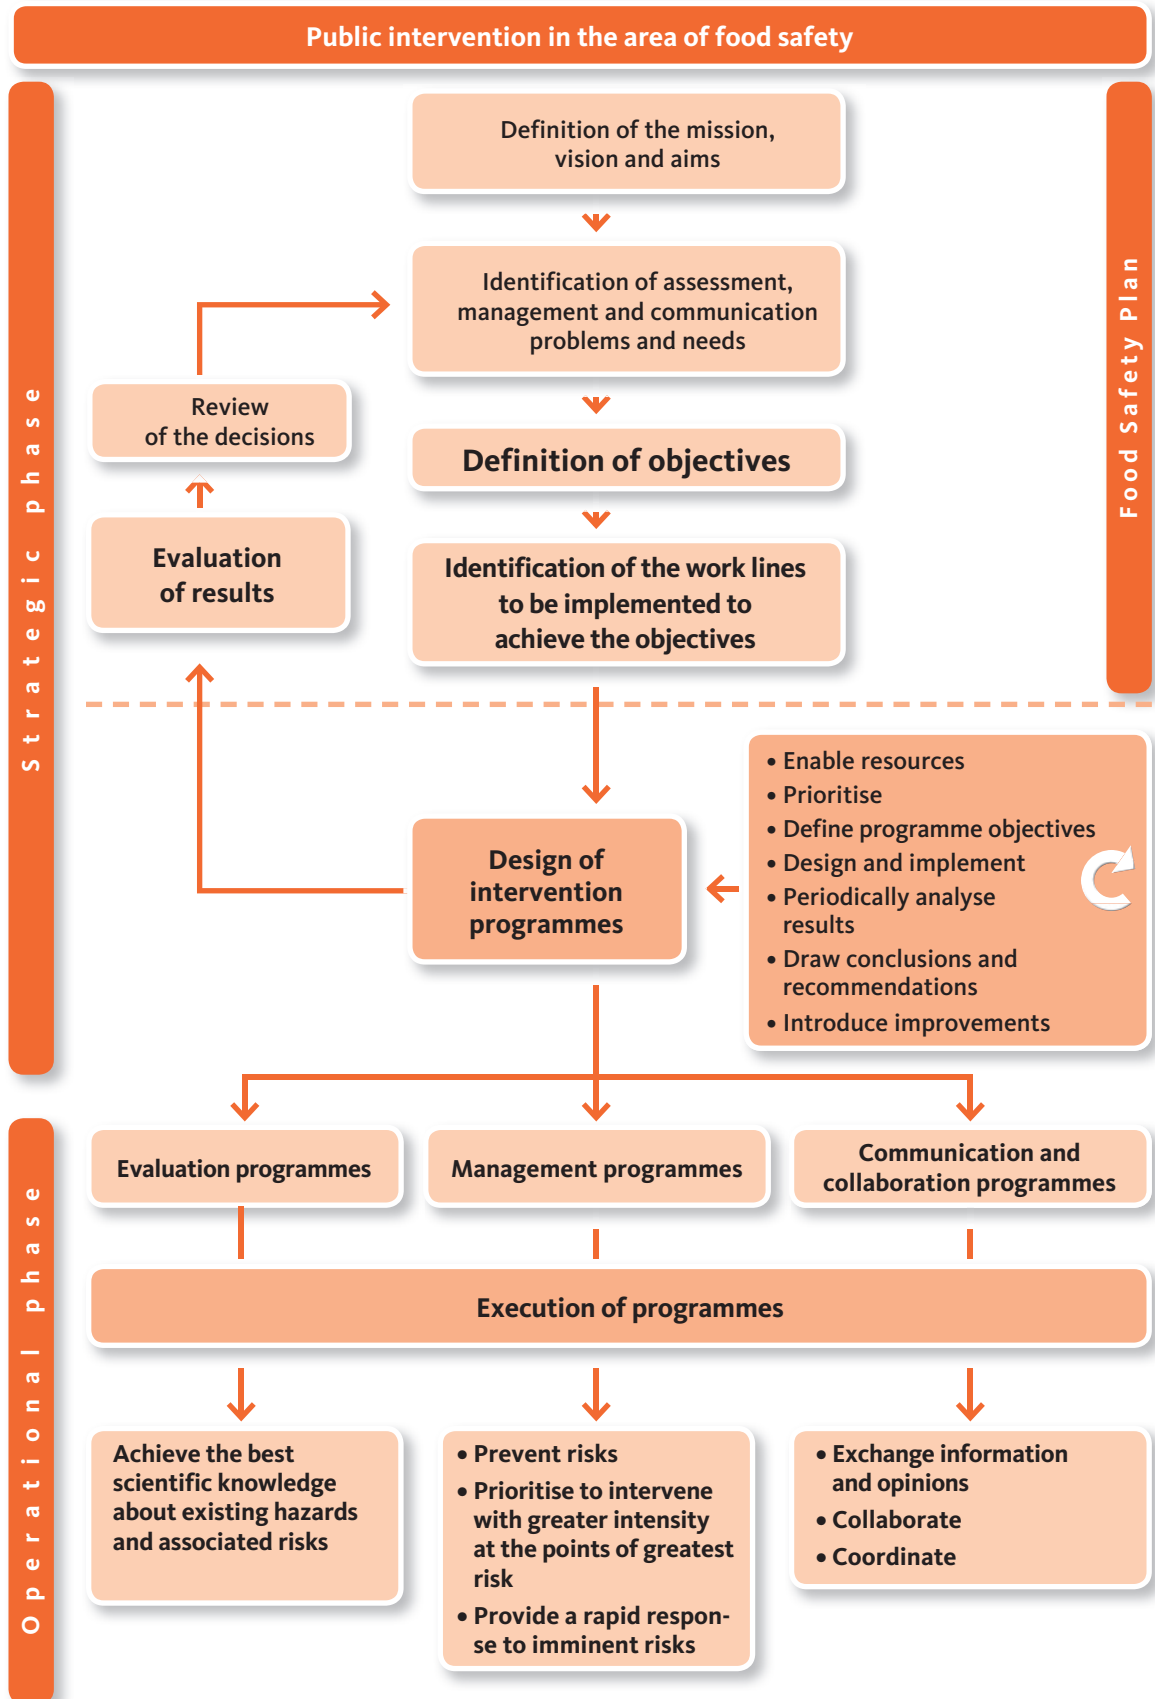 Public intervention in the area of food safety
Strategic phase
Food Safety Plan
Definition of the mission,
vision and aims
Identification of assessment,
management and communication
problems and needs
Review
of the decisions
Definition of objectives
Evaluation
of results
Identification of the work lines
to be implemented to
achieve the objectives
Design of
intervention
programmes
• Enable resources
• Prioritise
• Define programme objectives
• Design and implement
• Periodically analyse
results
• Draw conclusions and
recommendations
• Introduce improvements
Operational phase
Evaluation programmes
Management programmes
Communication and
collaboration programmes
Execution of programmes
Achieve the best
scientific knowledge
about existing hazards
and associated risks
• Prevent risks
• Prioritise to intervene
with greater intensity
at the points of greatest
risk
• Provide a rapid respon-
se to imminent risks
• Exchange information
and opinions
• Collaborate
• Coordinate